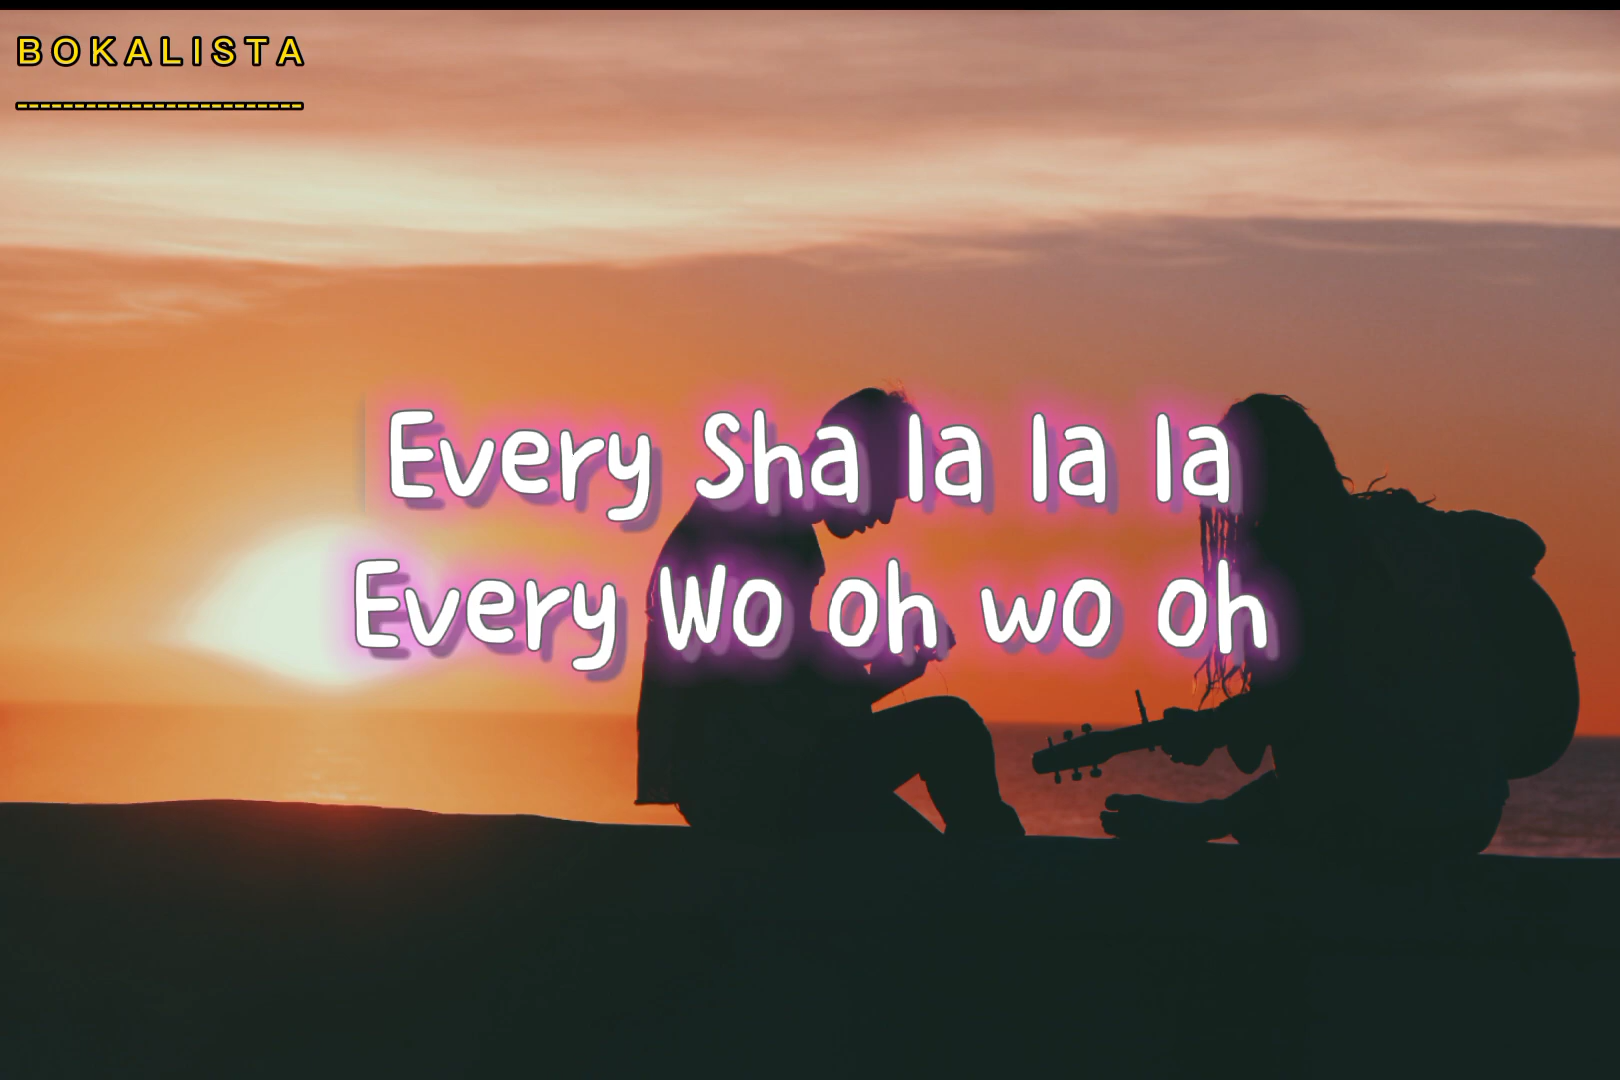 BOKALISTA
-------------------------
Every Sha la la la
Every Wo oh wo oh